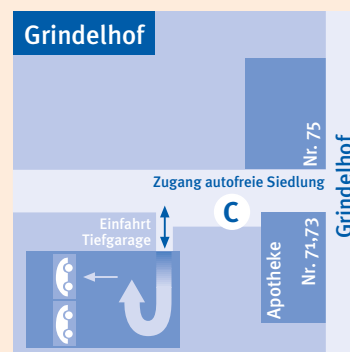 Grindelhof
Nr. 75
Grindelhof
Zugang autofreie Siedlung
C
Einfahrt
Tiefgarage
Apotheke
Nr. 71,73